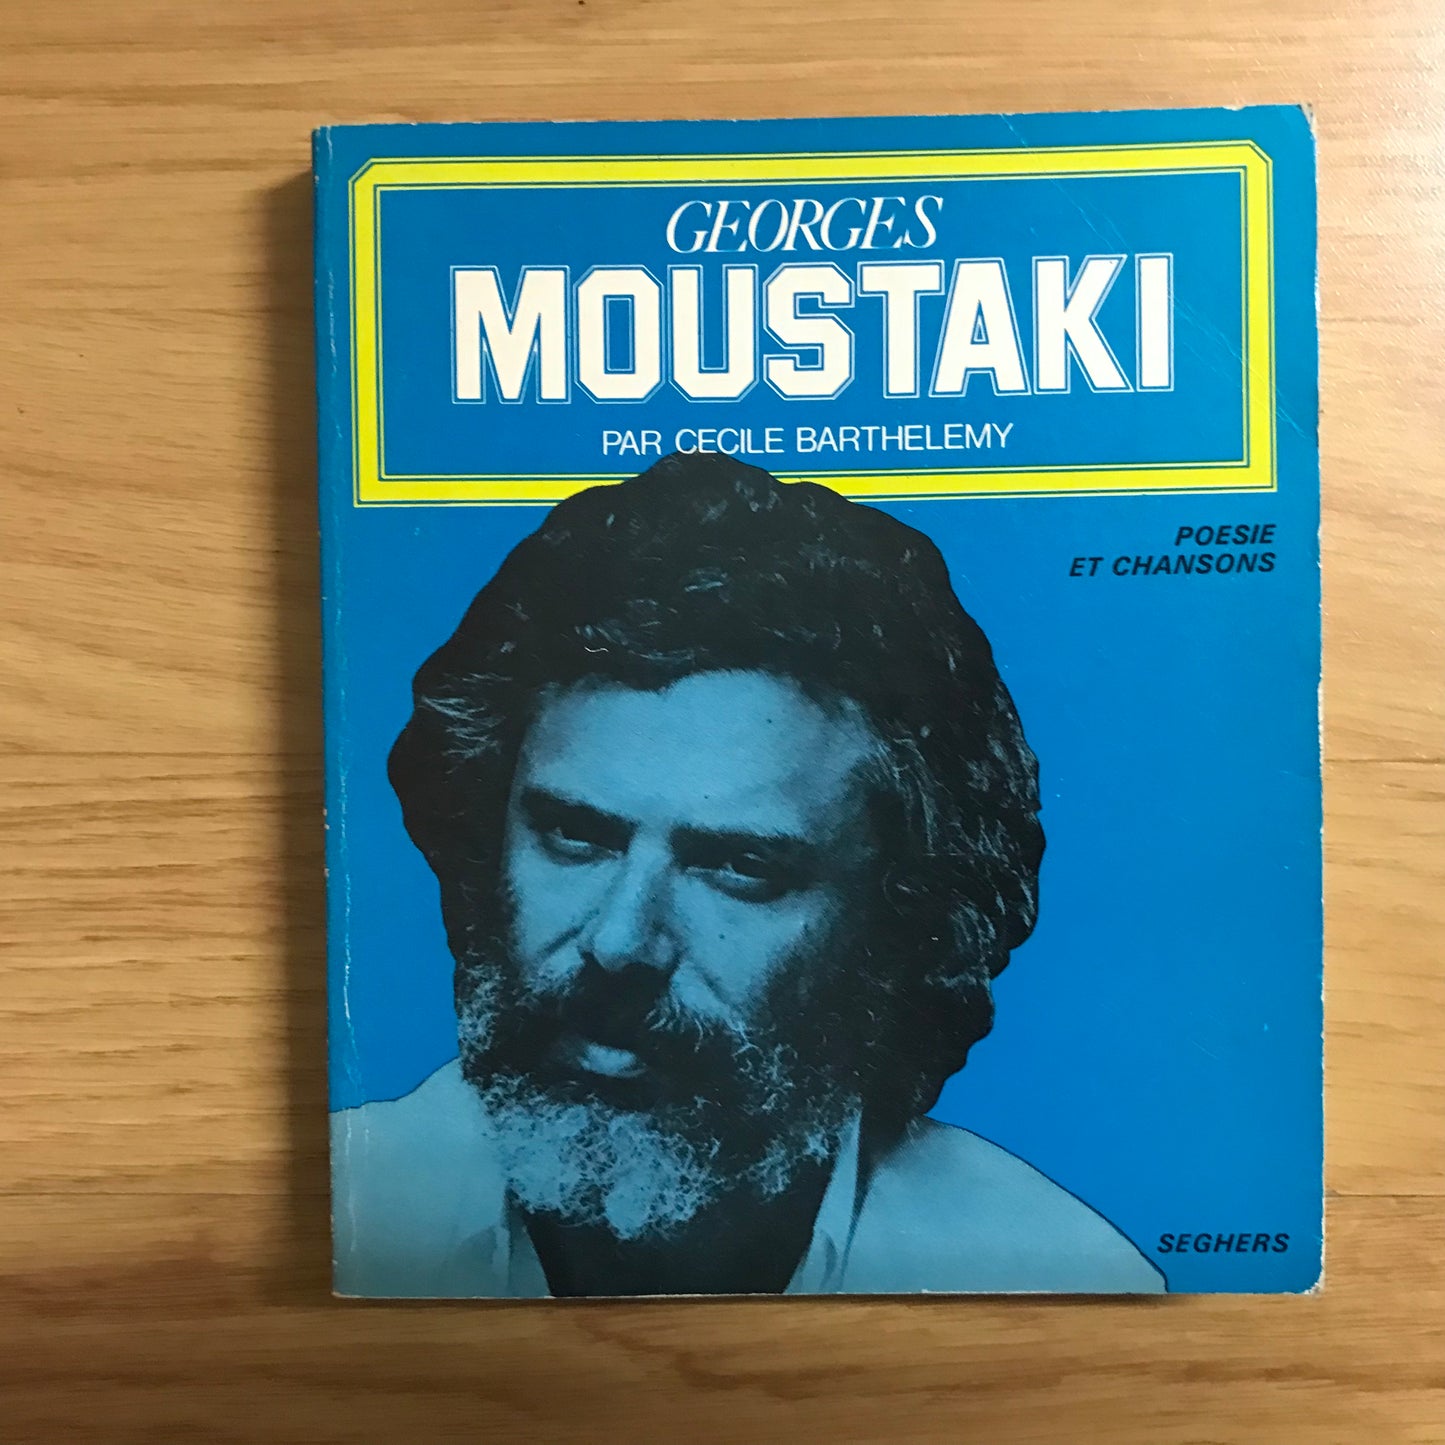 GEORGES
MOUSTAKI
PAR CECILE BARTHELEMY
POESIE
ET CHANSONS
SEGHERS